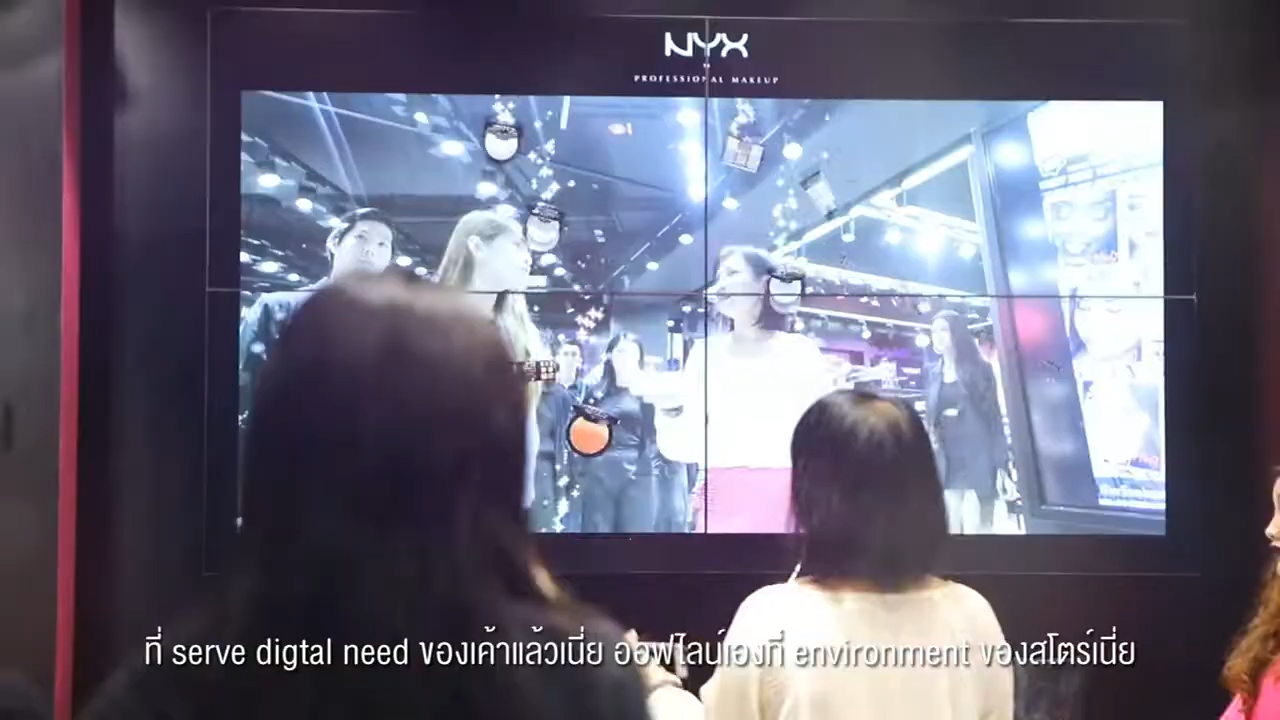 NYX
PROFESSIONAL MAKEUP
ที่ serve digtal need ของเค้าแล้วเนี่ย ออฟไลน์เองที่ environment ของสโตร์เนี่ย